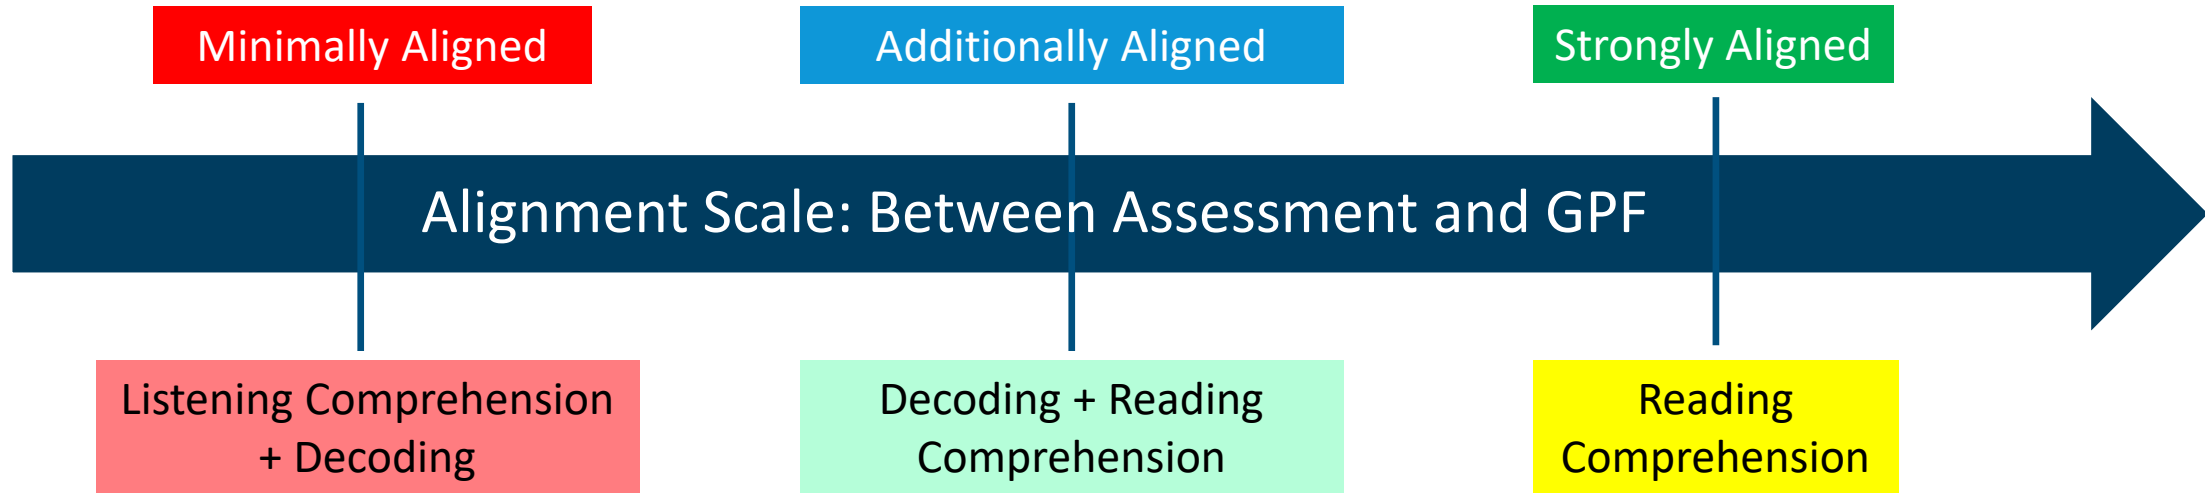 Minimally Aligned
Additionally Aligned
Strongly Aligned
Alignment Scale: Between Assessment and GPF
Listening Comprehension
+ Decoding
Decoding + Reading
Comprehension
Reading
Comprehension